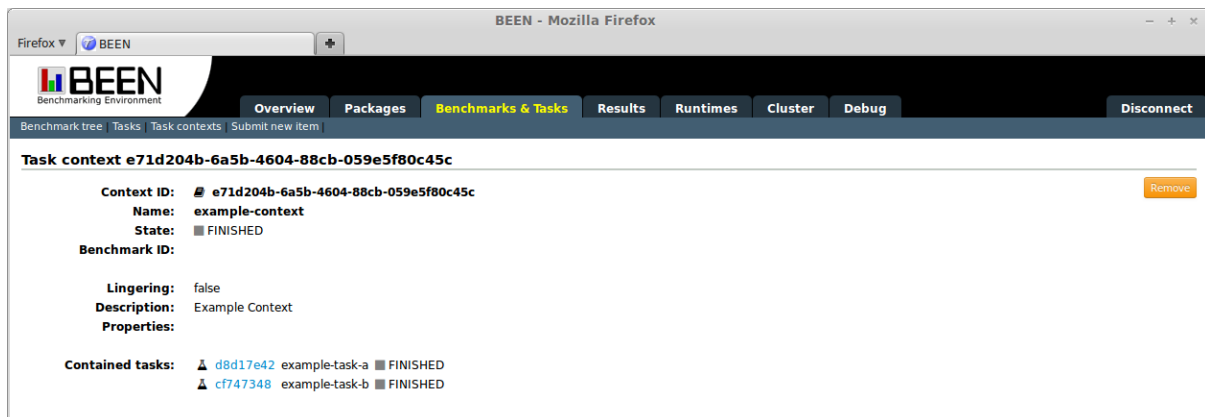 BEEN - Mozilla Firefox
Firefox BEEN
BEEN
Benchmarking Environment
Overview Packages Benchmarks & Tasks Results Runtimes Cluster Debug Disconnect
Benchmark tree | Tasks | Task contexts | Submit new item |
Task context e71d204b-6a5b-4604-88cb-059e5f80c45c
Context ID: e71d204b-6a5b-4604-88cb-059e5f80c45c
Remove
Name: example-context
State: FINISHED
Benchmark ID:
Lingering: false
Description: Example Context
Properties:
Contained tasks: d8d17e42 example-task-a FINISHED
cf747348 example-task-b FINISHED